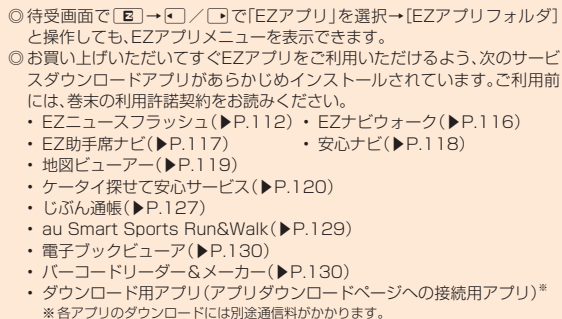 ◎待受画面でE→◀/▶で「EZアプリ」を選択→[EZアプリフォルダ]
と操作しても、EZアプリメニューを表示できます。
◎お買い上げいただいてすぐEZアプリをご利用いただけるよう、次のサービ
スダウンロードアプリがあらかじめインストールされています。ご利用前
には、巻末の利用許諾契約をお読みください。
・EZニュースフラッシュ(▶P.112) ・EZナビウォーク(▶P.116)
・EZ助手席ナビ(▶P.117) ・安心ナビ(▶P.118)
・地図ビューアー(▶P.119)
・ケータイ探せて安心サービス(▶P.120)
・じぶん通帳(▶P.127)
・au Smart Sports Run&Walk(▶P.129)
・電子ブックビューア(▶P.130)
・バーコードリーダー&メーカー(▶P.130)
・ダウンロード用アプリ(アプリダウンロードページへの接続用アプリ)※
※各アプリのダウンロードには別途通信料がかかります。